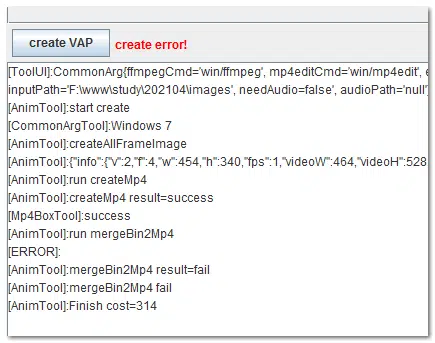 create VAP create error!
[ToolUI]:CommonArg{ffmpegCmd='win/ffmpeg', mp4editCmd='win/mp4edit', e
inputPath='F:\www\study\202104\images', needAudio=false', audioPath='null'
[AnimTool]:start create
[CommonArgTool]:Windows 7
[AnimTool]:createAllFrameImage
[AnimTool]:{"info":{"v":2,"f":4,"w":454,"h":340,"fps":1,"videoW":464,"videoH":528
[AnimTool]:run createMp4
[AnimTool]:createMp4 result=success
[Mp4BoxTool]:success
[AnimTool]:run mergeBin2Mp4
[ERROR]:
[AnimTool]:mergeBin2Mp4 result=fail
[AnimTool]:mergeBin2Mp4 fail
[AnimTool]:Finish cost=314